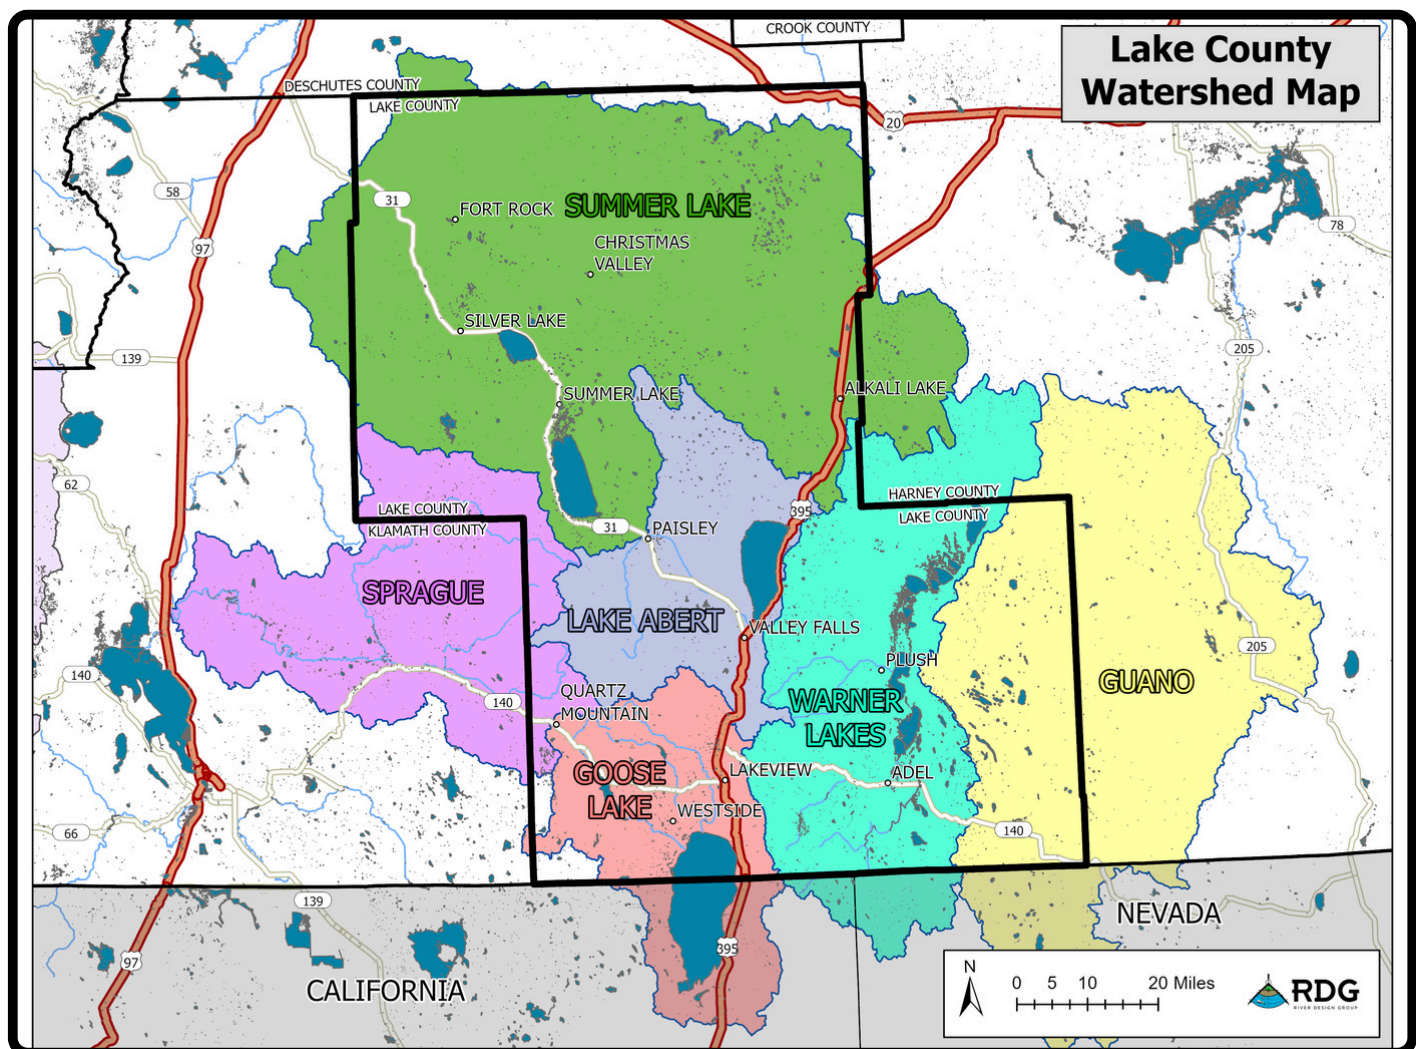 CROOK COUNTY
Lake County
Watershed Map
DESCHUTES COUNTY
LAKE COUNTY
20
58
31
FORT ROCK
SUMMER LAKE
78
97
CHRISTMAS
VALLEY
SILVER LAKE
205
139
SUMMER LAKE
ALKALI LAKE
62
HARNEY COUNTY
LAKE COUNTY
LAKE COUNTY
KLAMATH COUNTY
395
31
PAISLEY
SPRAGUE
LAKE ABERT
VALLEY FALLS
205
PLUSH
140
GUANO
QUARTZ
MOUNTAIN
140
WARNER
LAKES
GOOSE
LAKE
LAKEVIEW
ADEL
WESTSIDE
66
140
139
NEVADA
395
97
CALIFORNIA
N
0 5 10 20 Miles
RDG
RIVER DESIGN GROUP